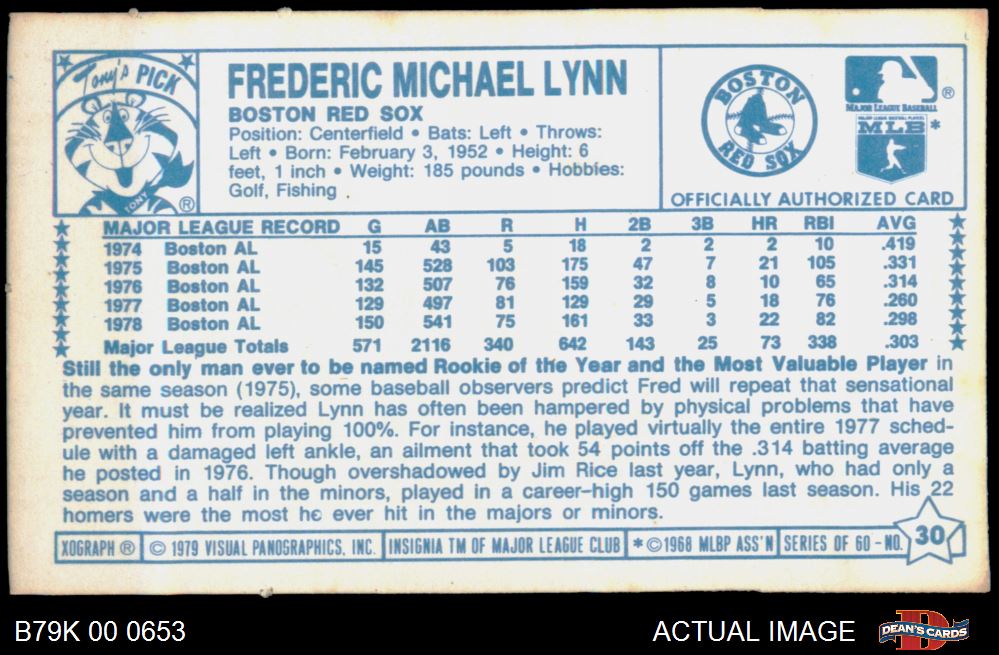 Tony's PICK
TONY
®
FREDERIC MICHAEL LYNN
BOSTON RED SOX
Position: Centerfield • Bats: Left • Throws:
Left • Born: February 3, 1952 • Height: 6
feet, 1 inch • Weight: 185 pounds • Hobbies:
Golf, Fishing
BOSTON
RED SOX
®
MAJOR LEAGUE BASEBALL
MLB *
OFFICIALLY AUTHORIZED CARD
MAJOR LEAGUE RECORD G AB R H 2B 3B HR RBI AVG
1974 Boston AL 15 43 5 18 2 2 2 10 .419
1975 Boston AL 145 528 103 175 47 7 21 105 .331
1976 Boston AL 132 507 76 159 32 8 10 65 .314
1977 Boston AL 129 497 81 129 29 5 18 76 .260
1978 Boston AL 150 541 75 161 33 3 22 82 .298
Major League Totals 571 2116 340 642 143 25 73 338 .303
Still the only man ever to be named Rookie of the Year and the Most Valuable Player in
the same season (1975), some baseball observers predict Fred will repeat that sensational
year. It must be realized Lynn has often been hampered by physical problems that have
prevented him from playing 100%. For instance, he played virtually the entire 1977 sched-
ule with a damaged left ankle, an ailment that took 54 points off the .314 batting average
he posted in 1976. Though overshadowed by Jim Rice last year, Lynn, who had only a
season and a half in the minors, played in a career-high 150 games last season. His 22
homers were the most he ever hit in the majors or minors.
XOGRAPH ® © 1979 VISUAL PANOGRAPHICS, INC. INSIGNIA TM OF MAJOR LEAGUE CLUB * ©1968 MLBP ASS'N SERIES OF 60 - NO. 30
B79K 00 0653 ACTUAL IMAGE DEAN'S CARDS